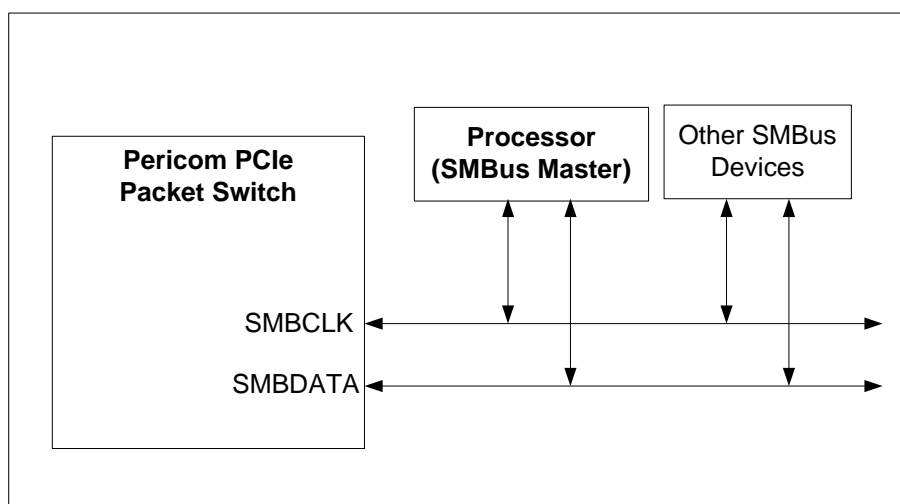 Pericom PCIe
Packet Switch
Processor
(SMBus Master)
Other SMBus
Devices
SMBCLK
SMBDATA